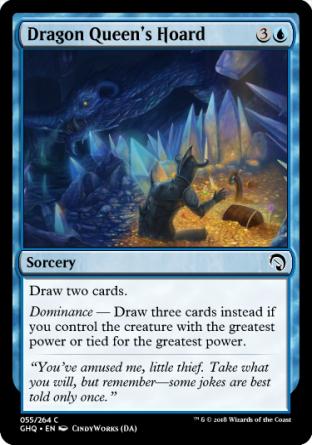 Dragon Queen's Hoard 3
Sorcery
Draw two cards.
Dominance — Draw three cards instead if
you control the creature with the greatest
power or tied for the greatest power.
"You've amused me, little thief. Take what
you will, but remember—some jokes are best
told only once."
055/264 C
GHQ • EN CindyWorks (DA)
™ & © 2018 Wizards of the Coast